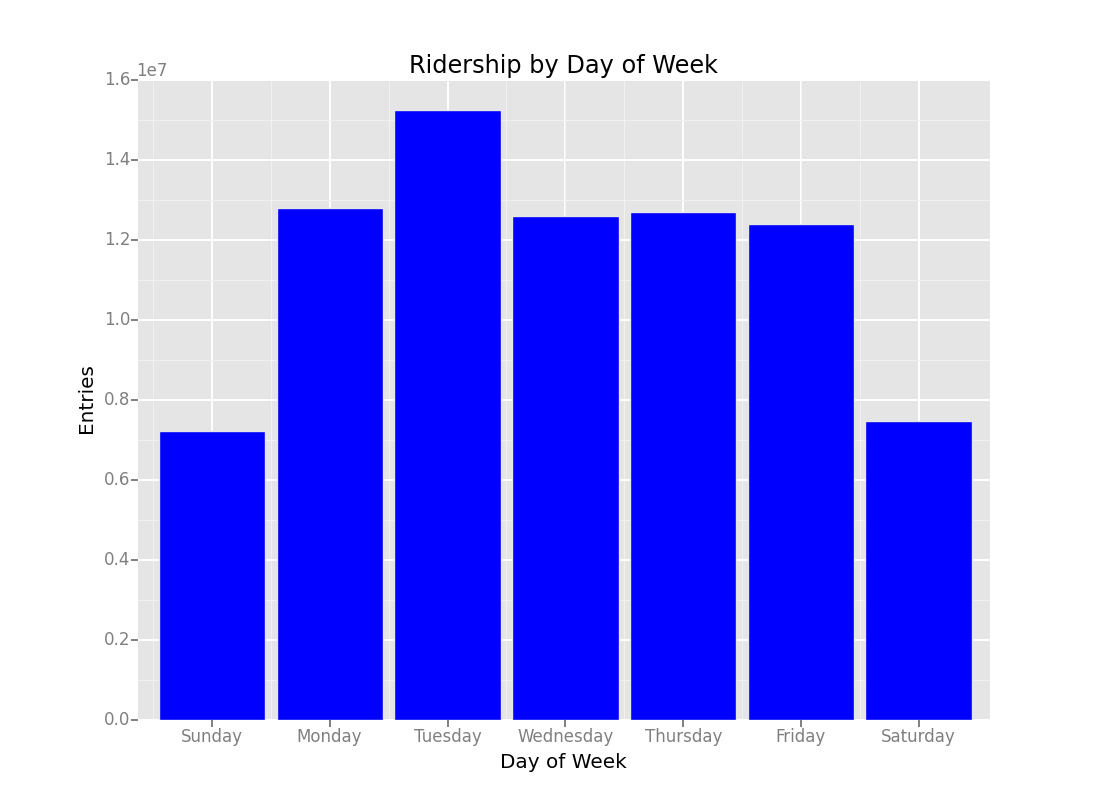 Ridership by Day of Week
1e7
1.6
1.4
1.2
1.0
0.8
0.6
0.4
0.2
0.0
Entries
Sunday Monday Tuesday Wednesday Thursday Friday Saturday
Day of Week